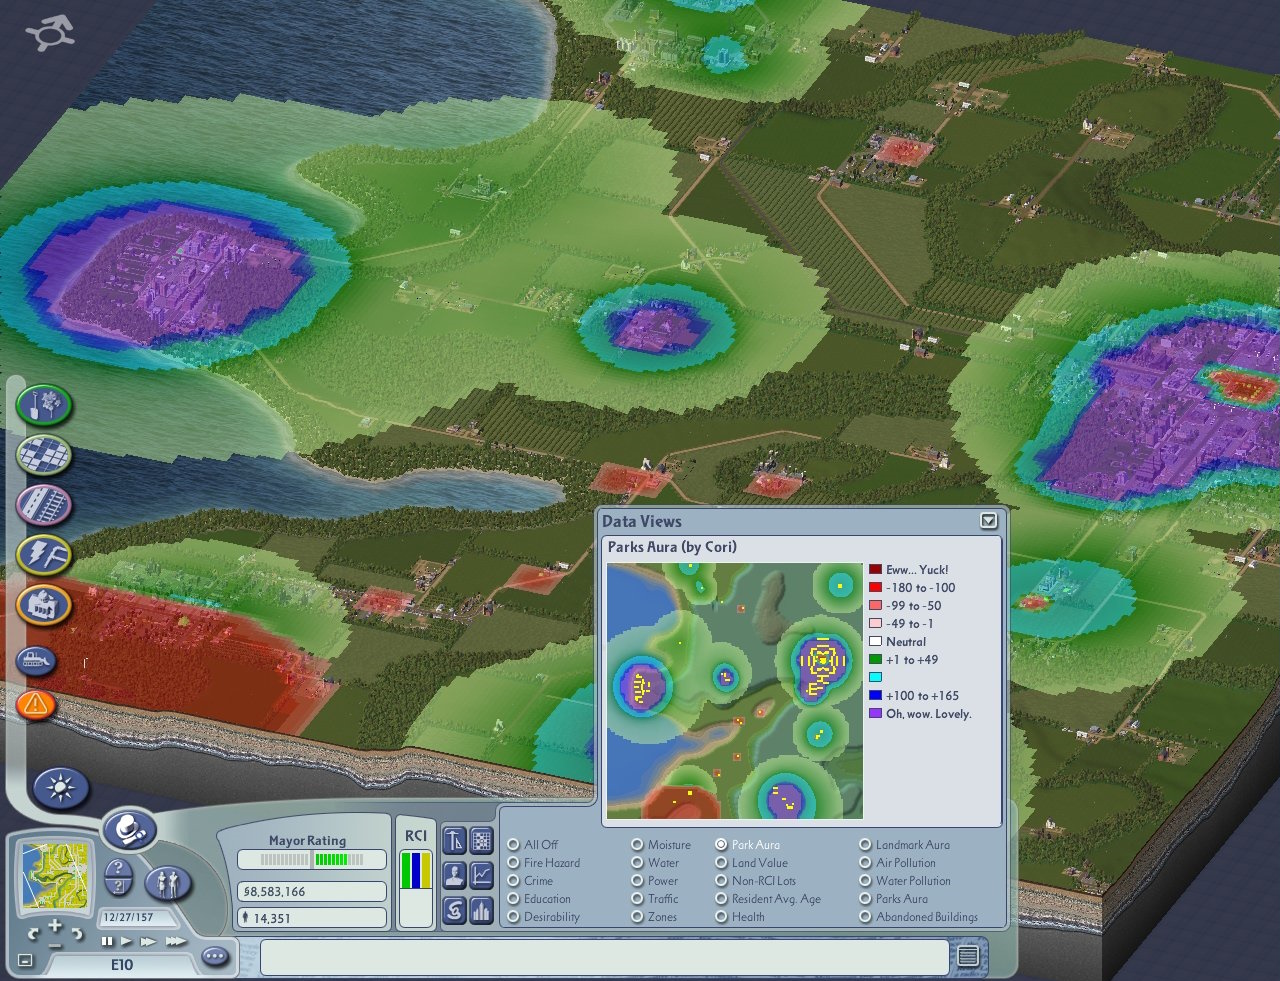 Data Views
Parks Aura (by Cori)
Eww... Yuck!
-180 to -100
-99 to -50
-49 to -1
Neutral
+1 to +49
+100 to +165
Oh, wow. Lovely.
Mayor Rating
RCI
§8,583,166
14,351
12/27/157
E10
All Off
Fire Hazard
Crime
Education
Desirability
Moisture
Water
Power
Traffic
Zones
Park Aura
Land Value
Non-RCI Lots
Resident Avg. Age
Health
Landmark Aura
Air Pollution
Water Pollution
Parks Aura
Abandoned Buildings
?
?